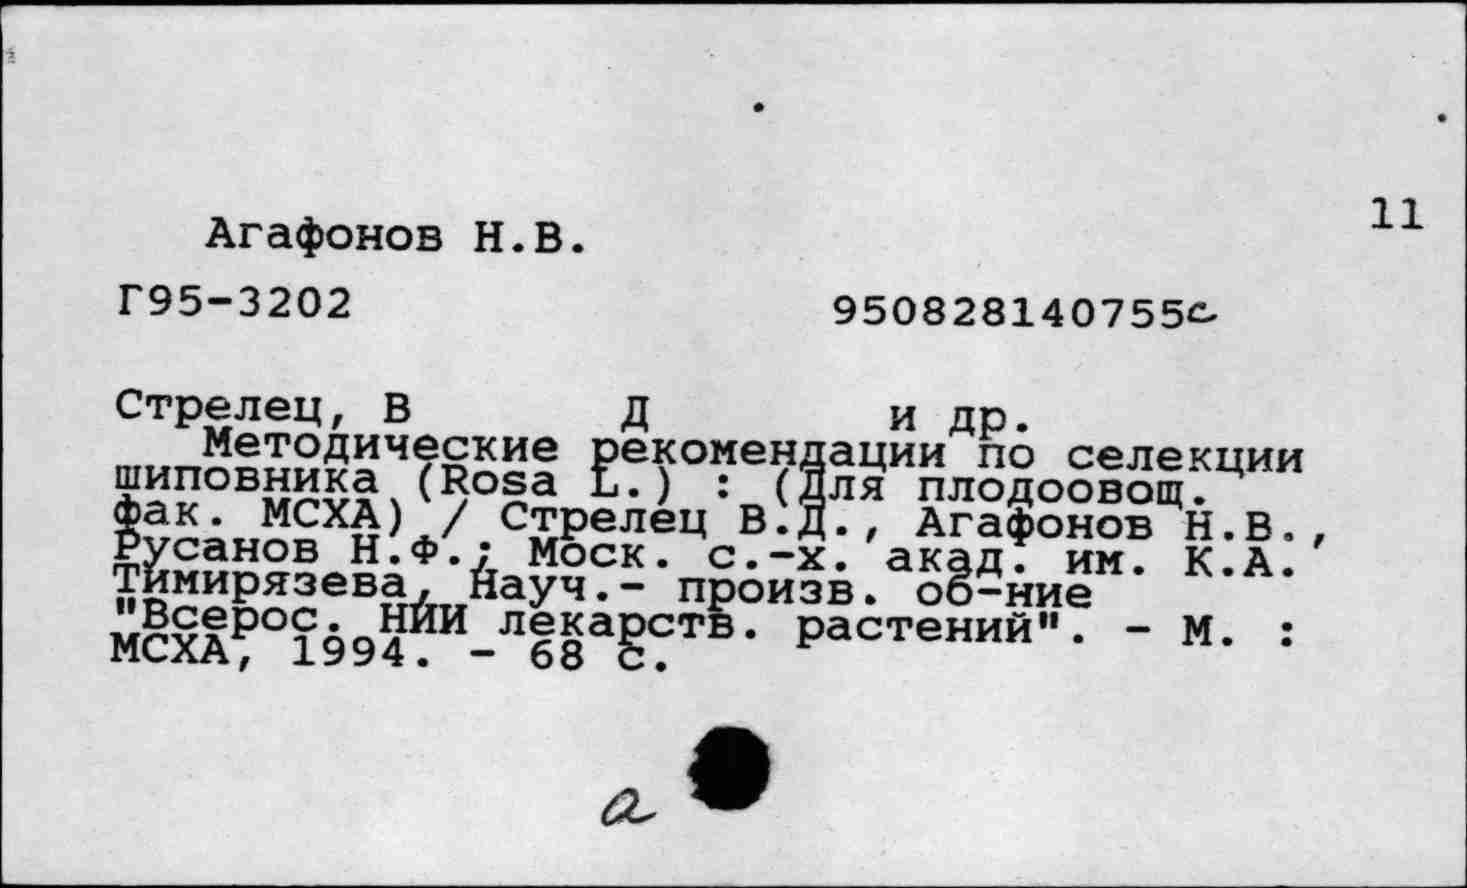 11
Агафонов Н.В.
Г95-3202 950828140755с
Стрелец, В Д и др.
Методические рекомендации по селекции
шиповника (Rosa L.) : (Для плодоовощ.
фак. МСХА) / Стрелец В.Д., Агафонов Н.В.,
Русанов Н.Ф.; Моск. с.-х. акад. им. К.А.
Тимирязева, Науч.- произв. об-ние
"Всерос. НИИ лекарств. растений". - М. :
МСХА, 1994. - 68 с.
а